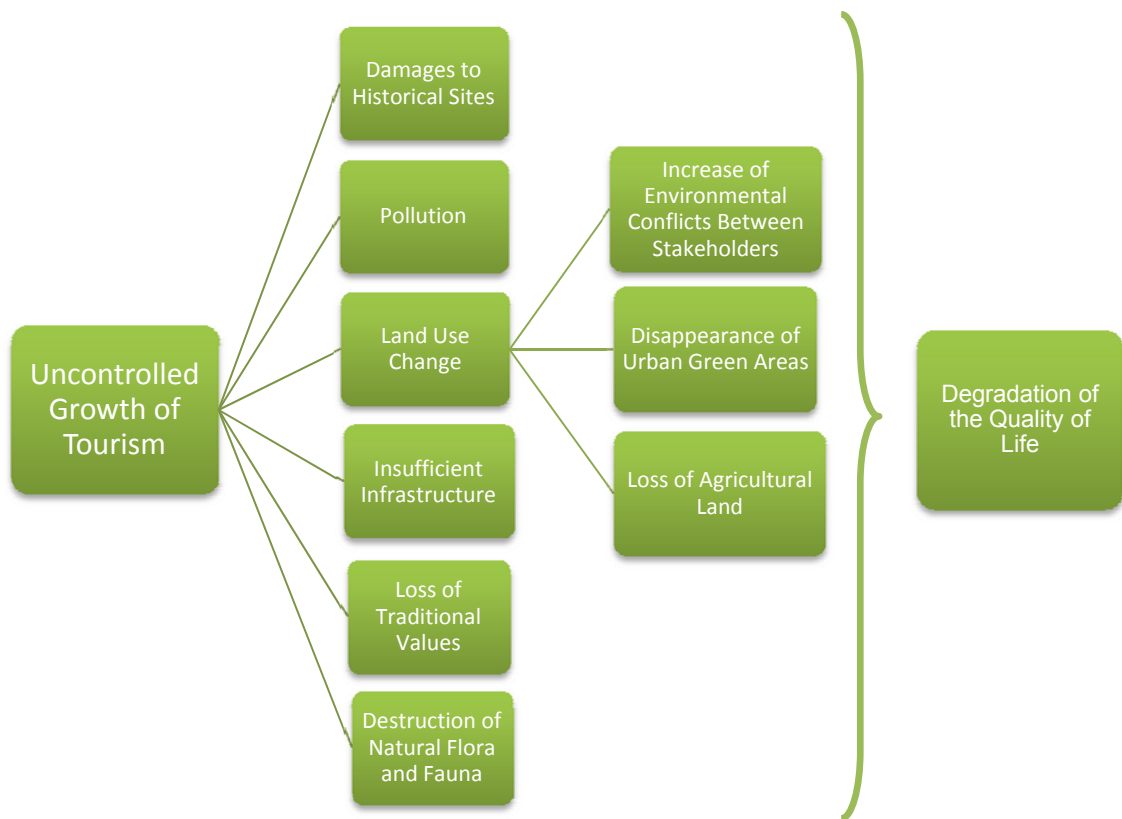 Uncontrolled
Growth of
Tourism
Damages to
Historical Sites
Pollution
Land Use
Change
Insufficient
Infrastructure
Loss of
Traditional
Values
Destruction of
Natural Flora
and Fauna
Increase of
Environmental
Conflicts Between
Stakeholders
Disappearance of
Urban Green Areas
Loss of Agricultural
Land
Degradation of
the Quality of
Life